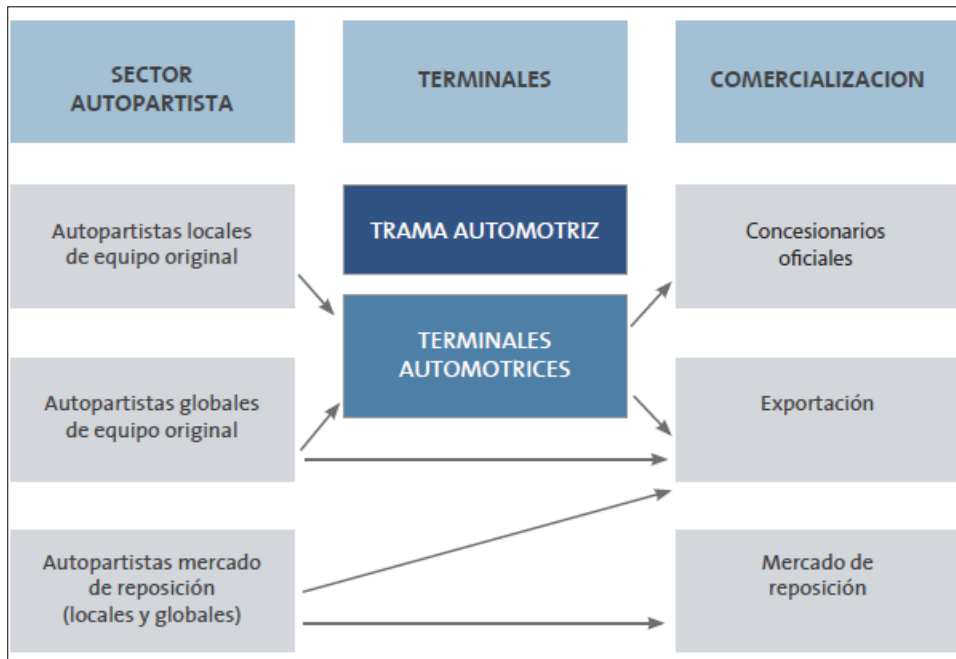 SECTOR
AUTOPARTISTA
TERMINALES
COMERCIALIZACION
Autopartistas locales
de equipo original
TRAMA AUTOMOTRIZ
Concesionarios
oficiales
TERMINALES
AUTOMOTRICES
Autopartistas globales
de equipo original
Exportación
Autopartistas mercado
de reposición
(locales y globales)
Mercado de
reposición